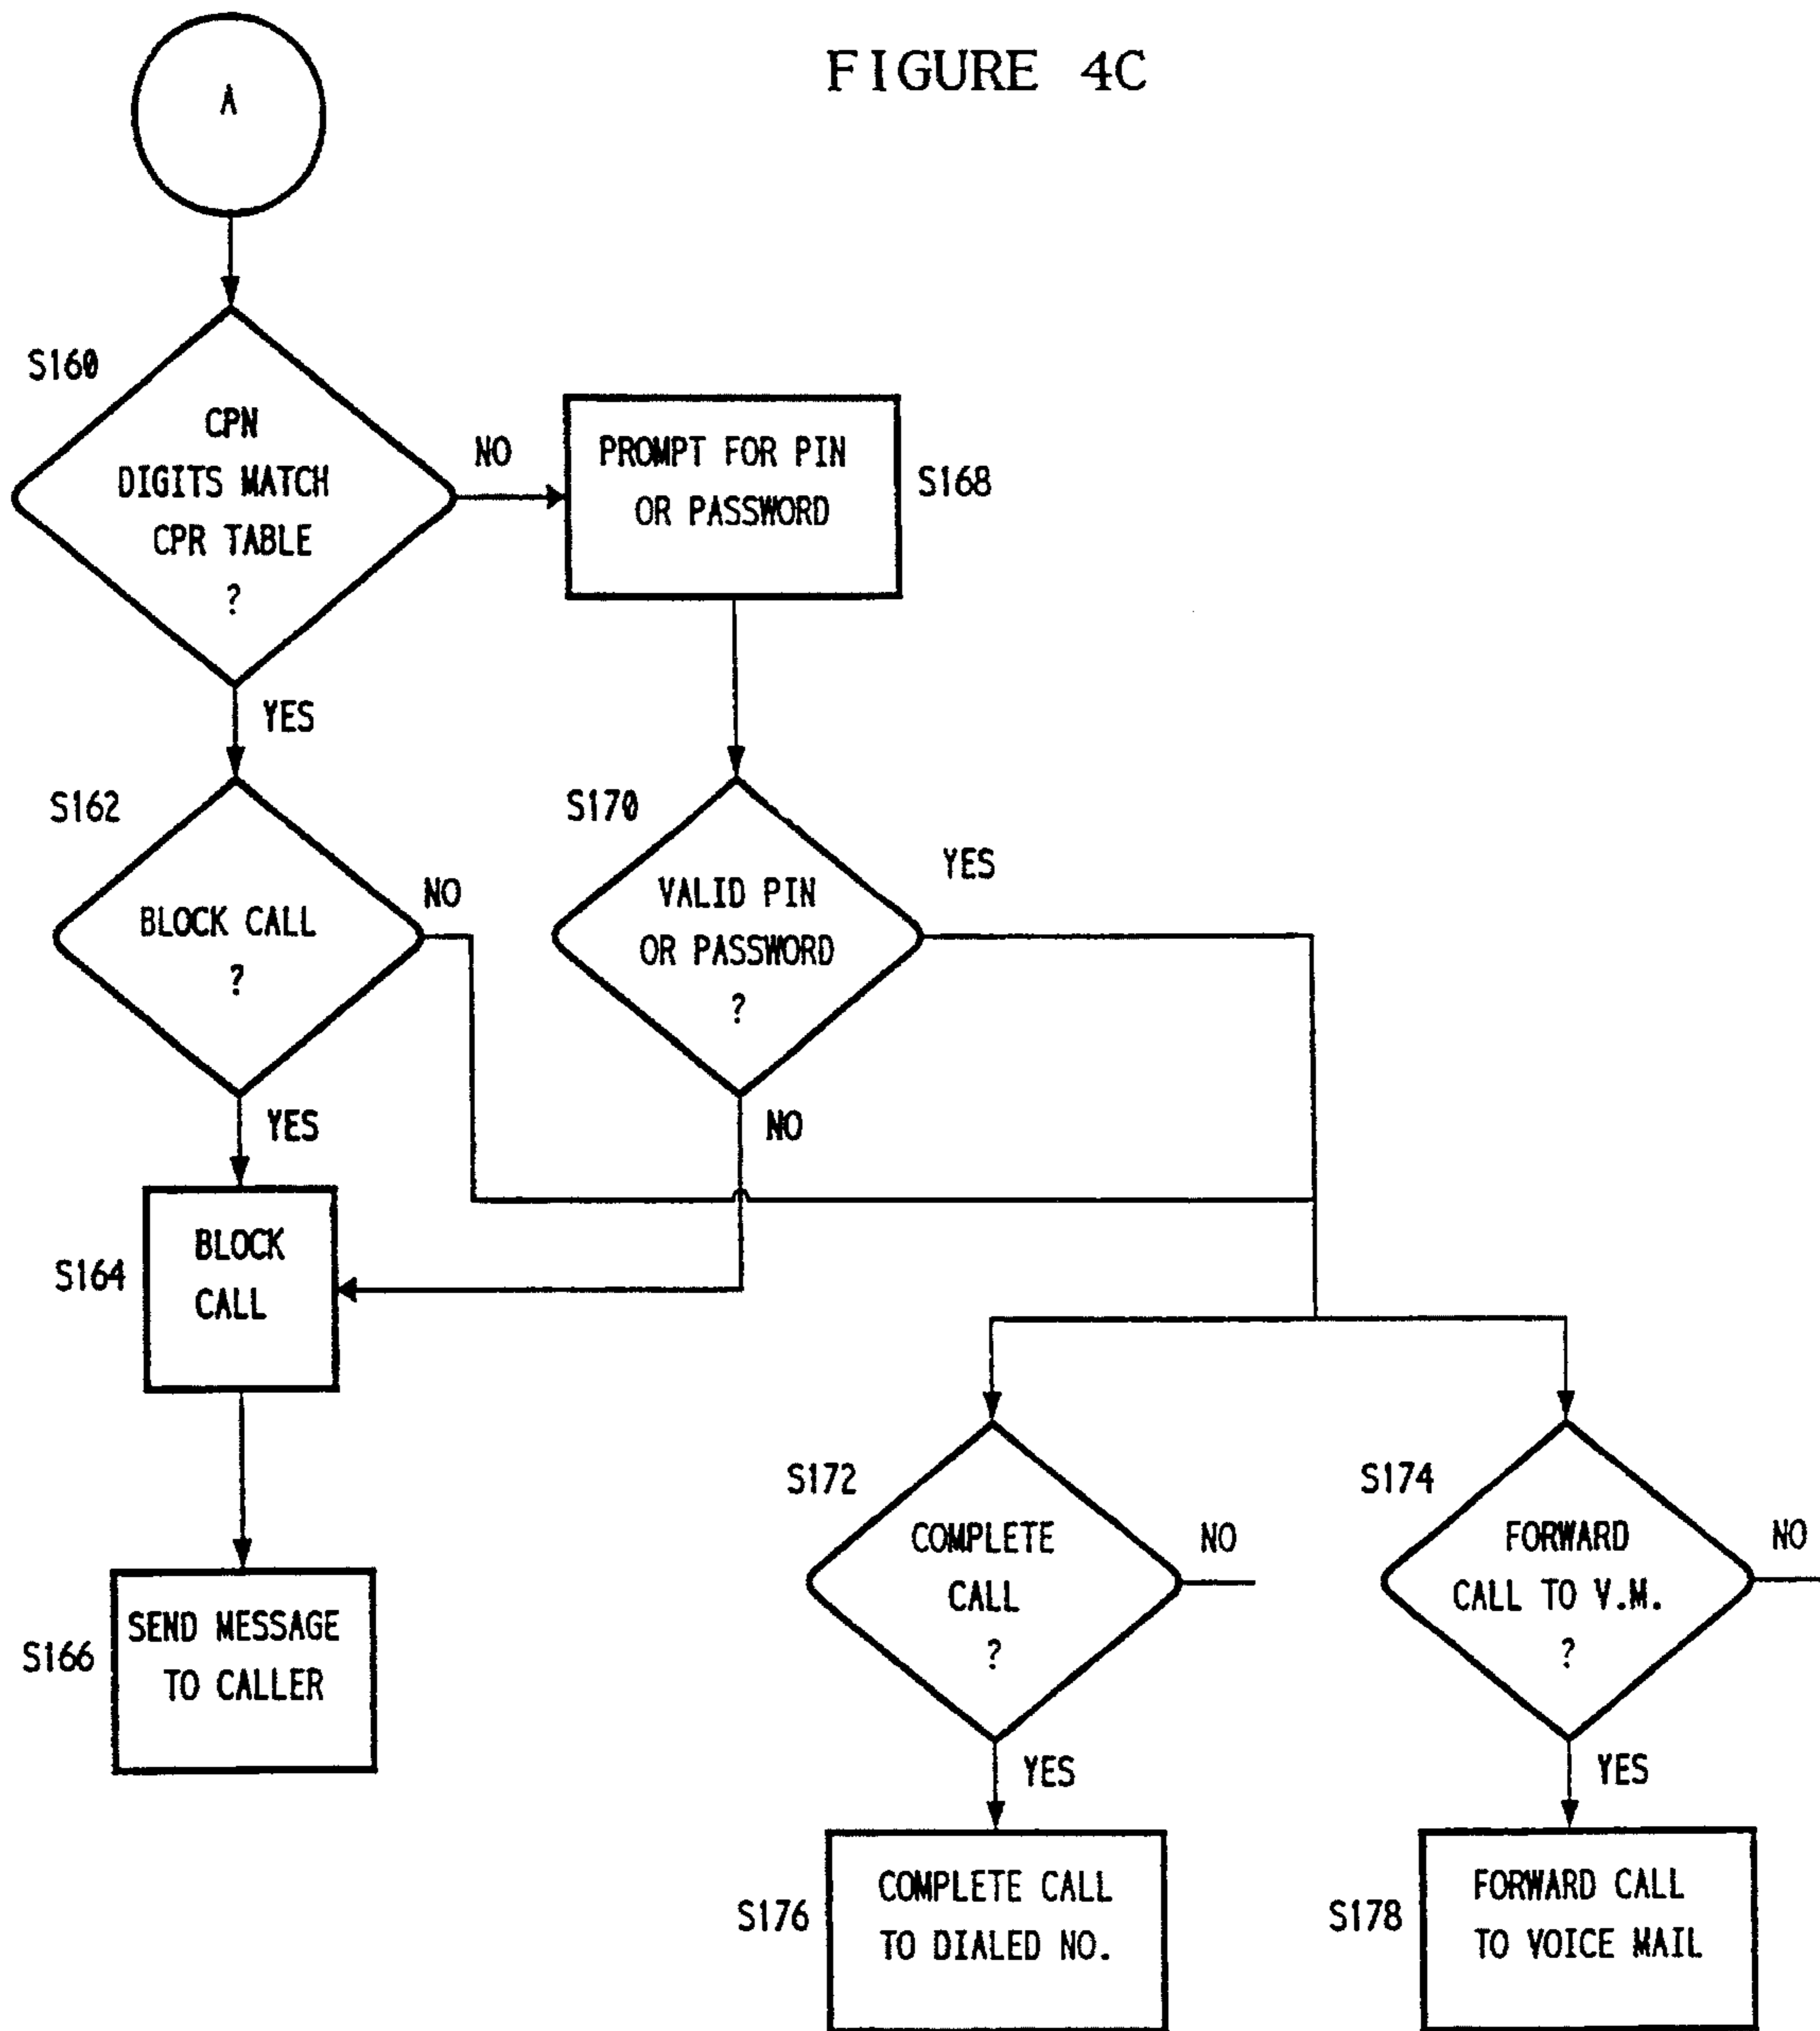 FIGURE 4C
A
S160
CPN
DIGITS MATCH
CPR TABLE
?
NO
YES
PROMPT FOR PIN
OR PASSWORD
S168
S162
BLOCK CALL
?
NO
YES
S170
VALID PIN
OR PASSWORD
?
YES
NO
S164
BLOCK
CALL
S166
SEND MESSAGE
TO CALLER
S172
COMPLETE
CALL
?
NO
YES
S174
FORWARD
CALL TO V.M.
?
NO
YES
S176
COMPLETE CALL
TO DIALED NO.
S178
FORWARD CALL
TO VOICE MAIL